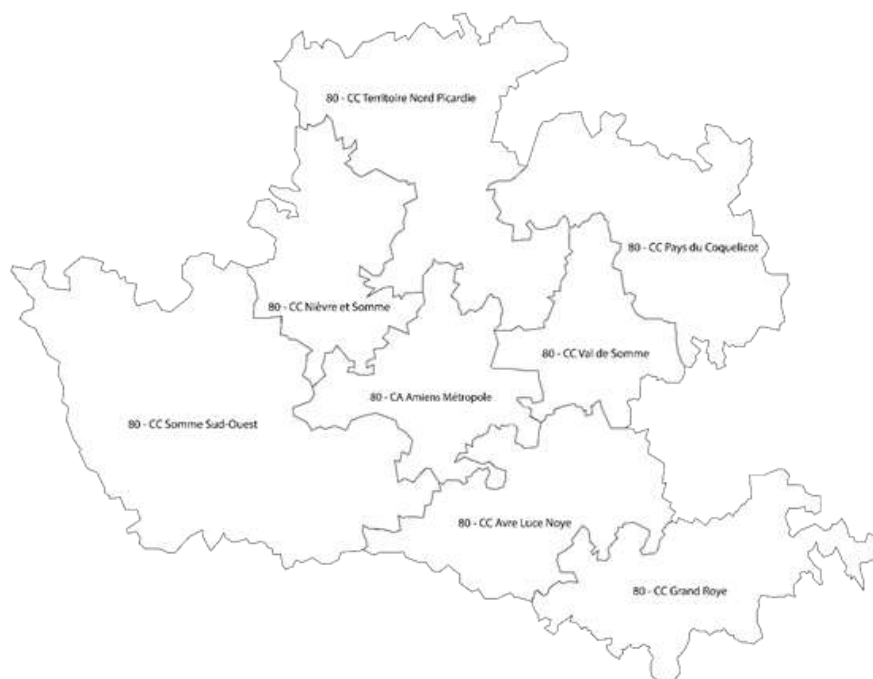 80 - CC Territoire Nord Picardie
80 - CC Pays du Coquelicot
80 - CC Nièvre et Somme
80 - CC Val de Somme
80 - CA Amiens Métropole
80 - CC Somme Sud-Ouest
80 - CC Avre Luce Noye
80 - CC Grand Roye